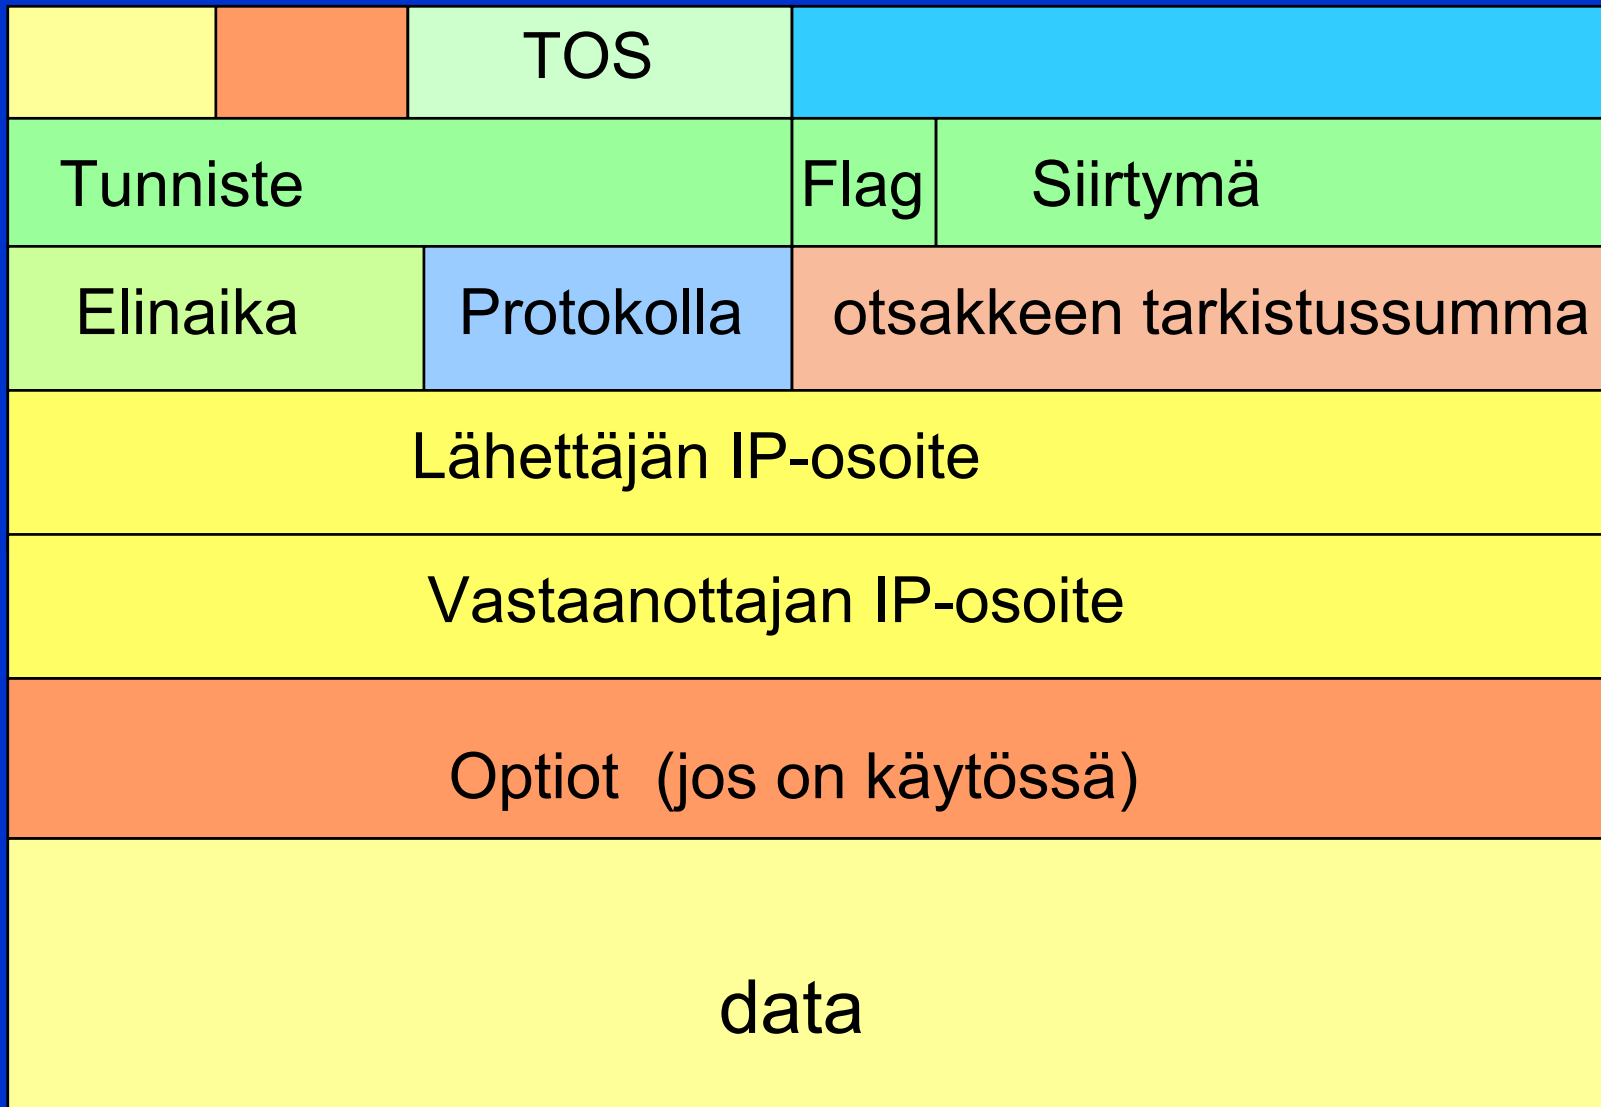 TOS
Tunniste Flag Siirtymä
Elinaika Protokolla otsakkeen tarkistussumma
Lähettäjän IP-osoite
Vastaanottajan IP-osoite
Optiot (jos on käytössä)
data